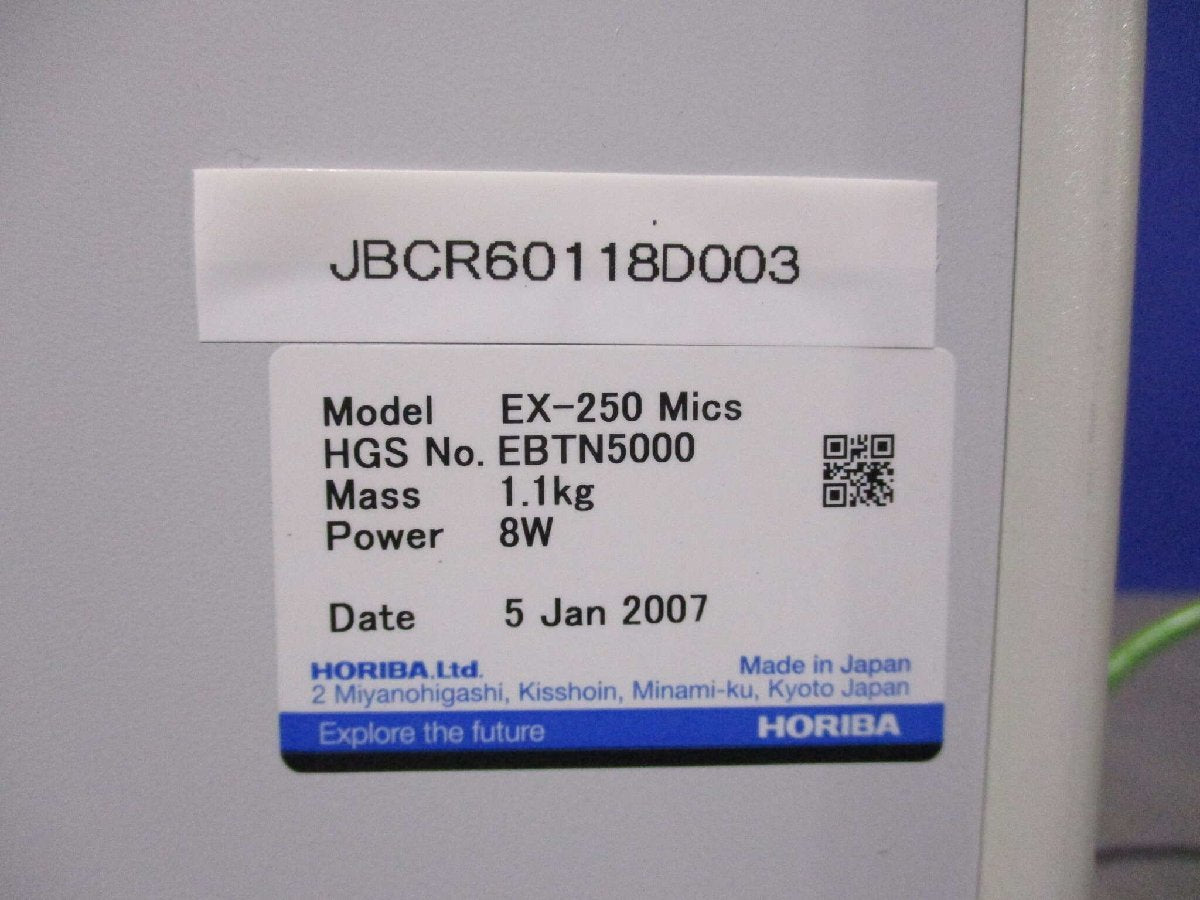 JBCR60118D003
Model EX-250 Mics
HGS No. EBTN5000
Mass 1.1kg
Power 8W
Date 5 Jan 2007
HORIBA.Ltd. Made in Japan
2 Miyanohigashi, Kisshoin, Minami-ku, Kyoto Japan
Explore the future HORIBA